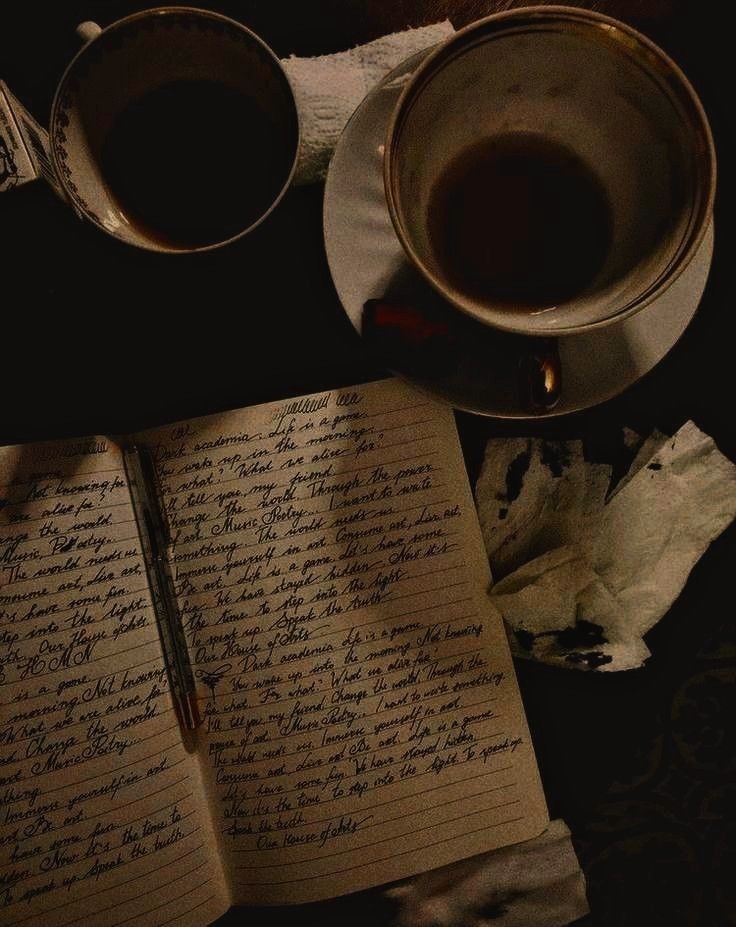 a game.
Not knowing for
are alive for?
nge the world.
Music, Poetry.
The world needs us
onsume art, Live art,
t's have some fun.
tep into the light.
uth. Our House of Arts.
H M N
is a game.
morning. Not knowing
What we are alive for,
nd. Change the world
art. Music Poetry...
thing
Immerse yourself in art
art. Be art.
have some fun.
dden. Now it's the time to
To speak up. Speak the truth
Dark academia. Life is a game.
You wake up in the morning.
For what? What we alive for?
I'll tell you, my friend.
Change the world. Through the power
of art. Music Poetry... I want to write
something. The world needs us.
Immerse yourself in art. Consume art, Live art,
Be art. Life is a game. Let's have some
fun. We have stayed hidden. Now it's
the time to step into the light
To speak up. Speak the truth
Our House of Arts
Dark academia. Life is a game.
You wake up into the morning. Not knowing
for what. For what. What we alive for?
I'll tell you, my friend. Change the world. Through the
power of art. Music Poetry... I want to write something
The world needs us. Immerse yourself in art.
Consume art, Live art. Be art. Life is a game
Let's have some fun. We have stayed hidden.
Now it's the time to step into the light. To speak up.
Speak the truth.
Our House of Arts